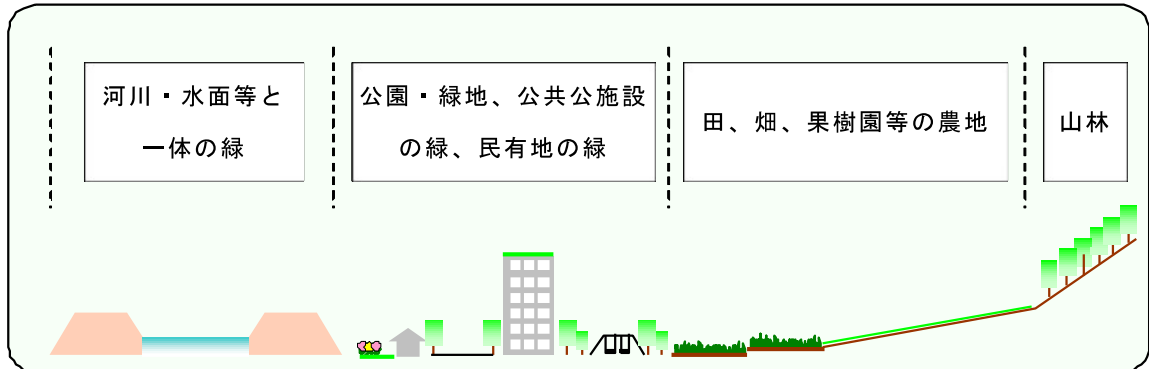 河川・水面等と
一体の緑
公園・緑地、公共公施設
の緑、民有地の緑
田、畑、果樹園等の農地
山林